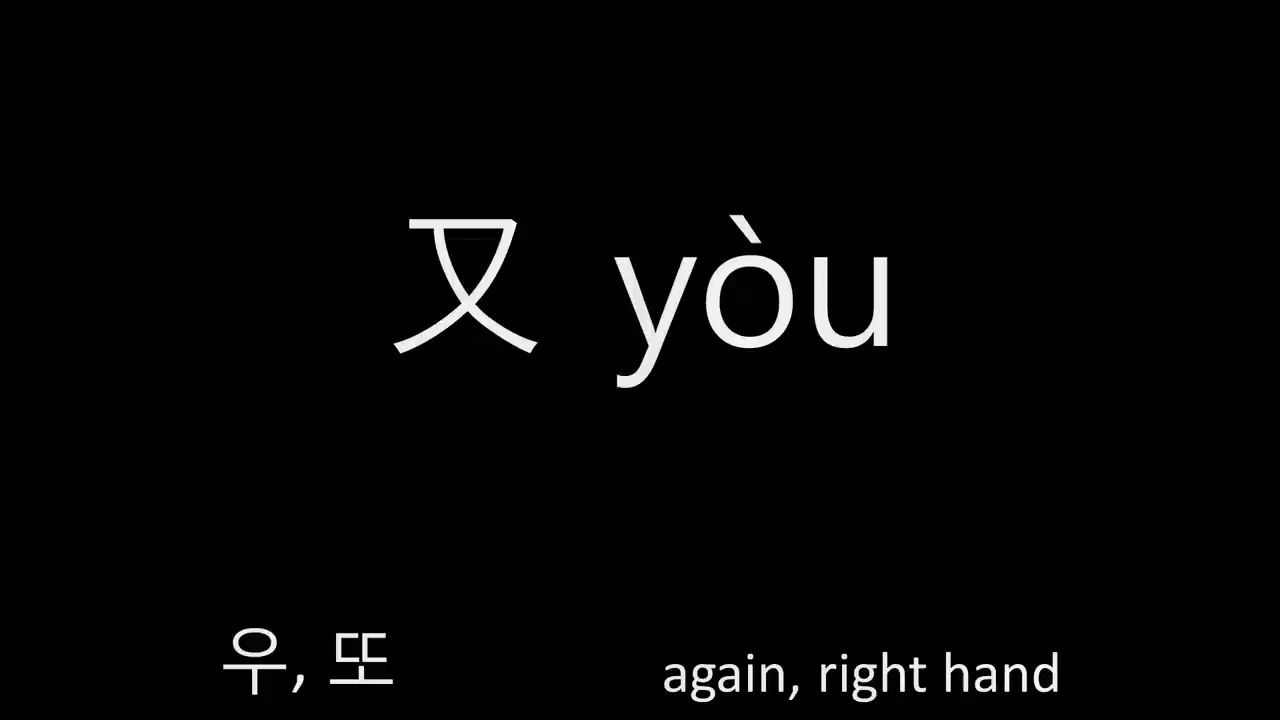 又 yòu
우, 또
again, right hand